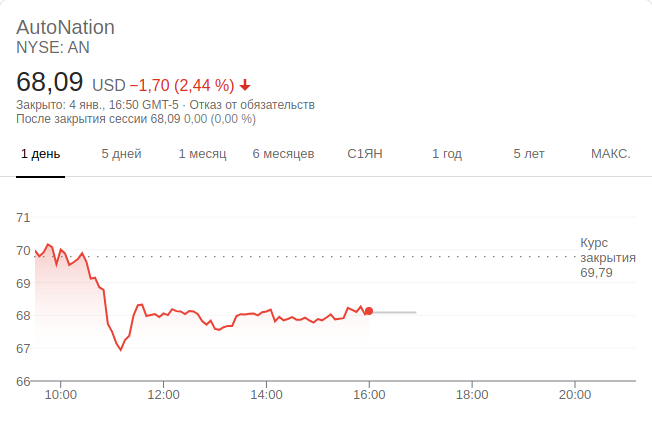 AutoNation
NYSE: AN
68,09 USD −1,70 (2,44 %)
Закрыто: 4 янв., 16:50 GMT-5 · Отказ от обязательств
После закрытия сессии 68,09 0,00 (0,00 %)
1 день 5 дней 1 месяц 6 месяцев С1ЯН 1 год 5 лет МАКС.
71
70
69
68
67
66
Курс
закрытия
69,79
10:00 12:00 14:00 16:00 18:00 20:00